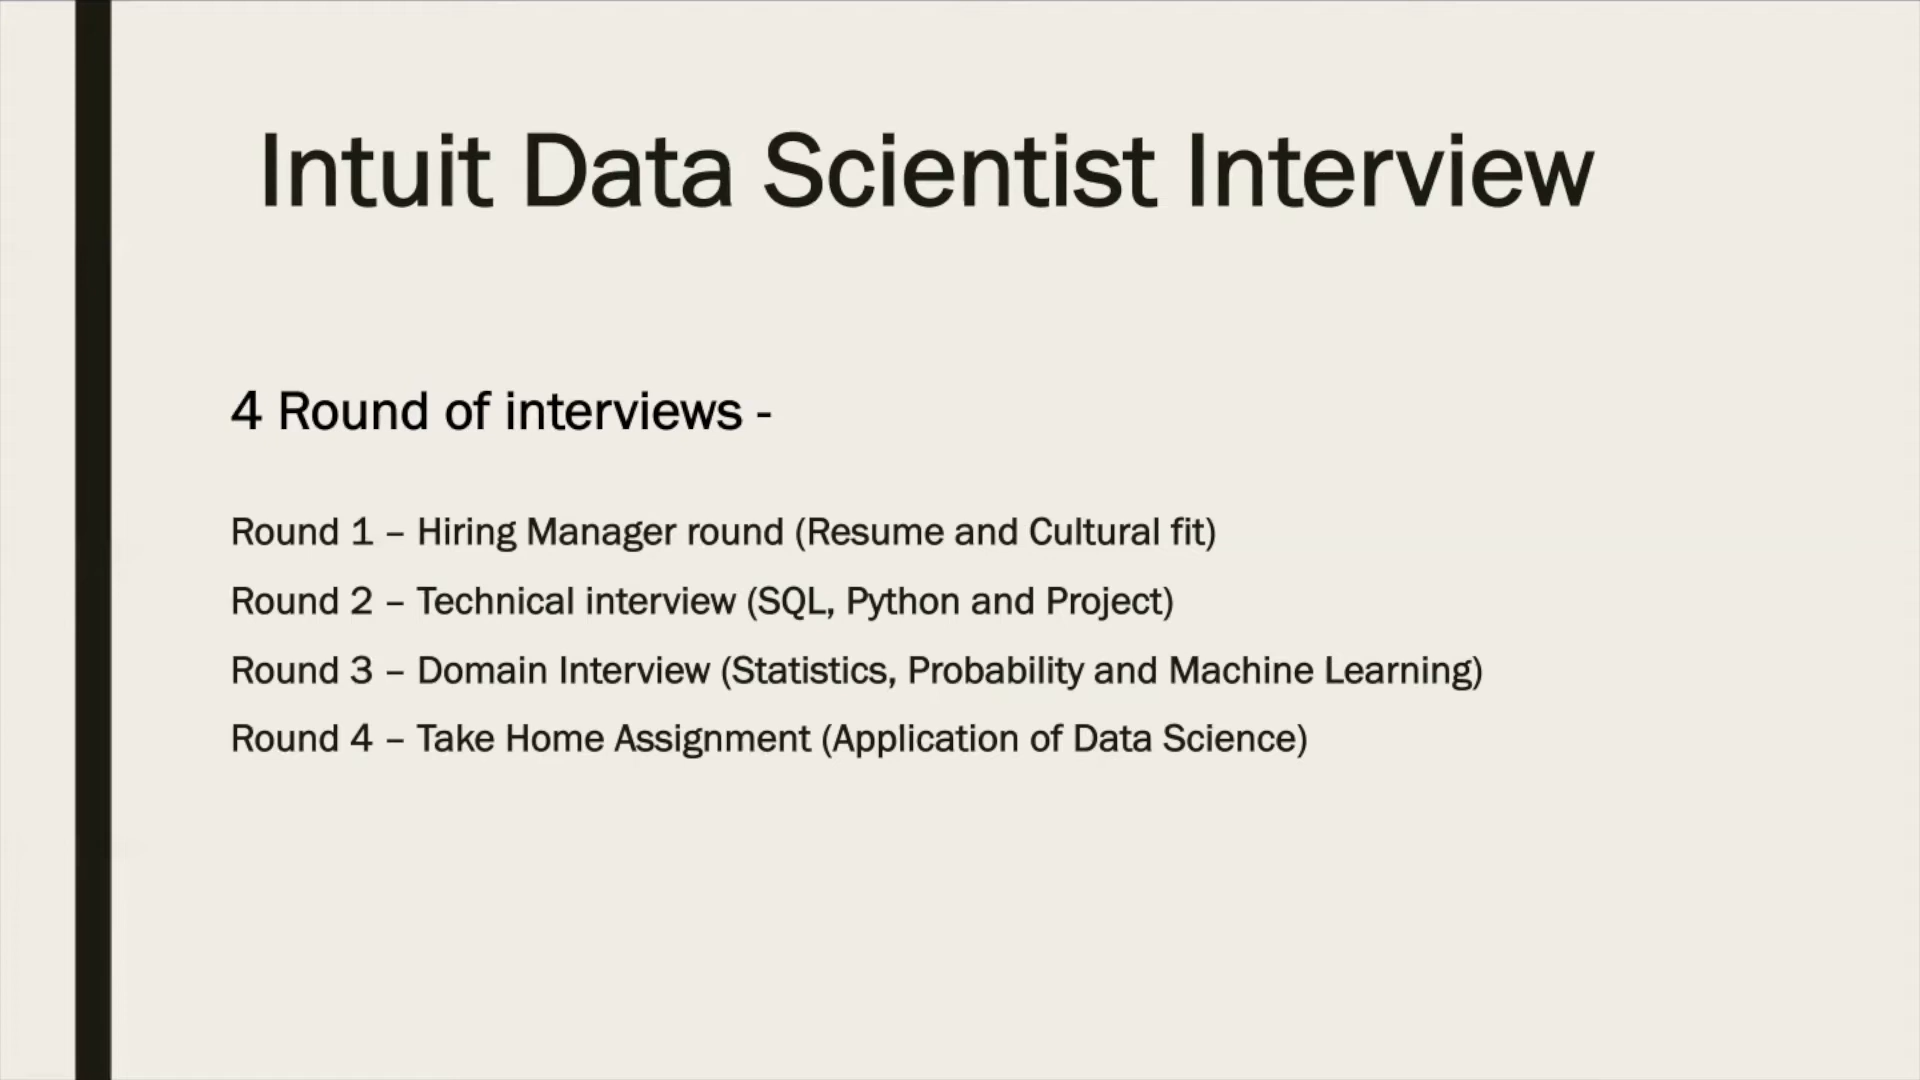 Intuit Data Scientist Interview
4 Round of interviews -
Round 1 – Hiring Manager round (Resume and Cultural fit)
Round 2 – Technical interview (SQL, Python and Project)
Round 3 – Domain Interview (Statistics, Probability and Machine Learning)
Round 4 – Take Home Assignment (Application of Data Science)